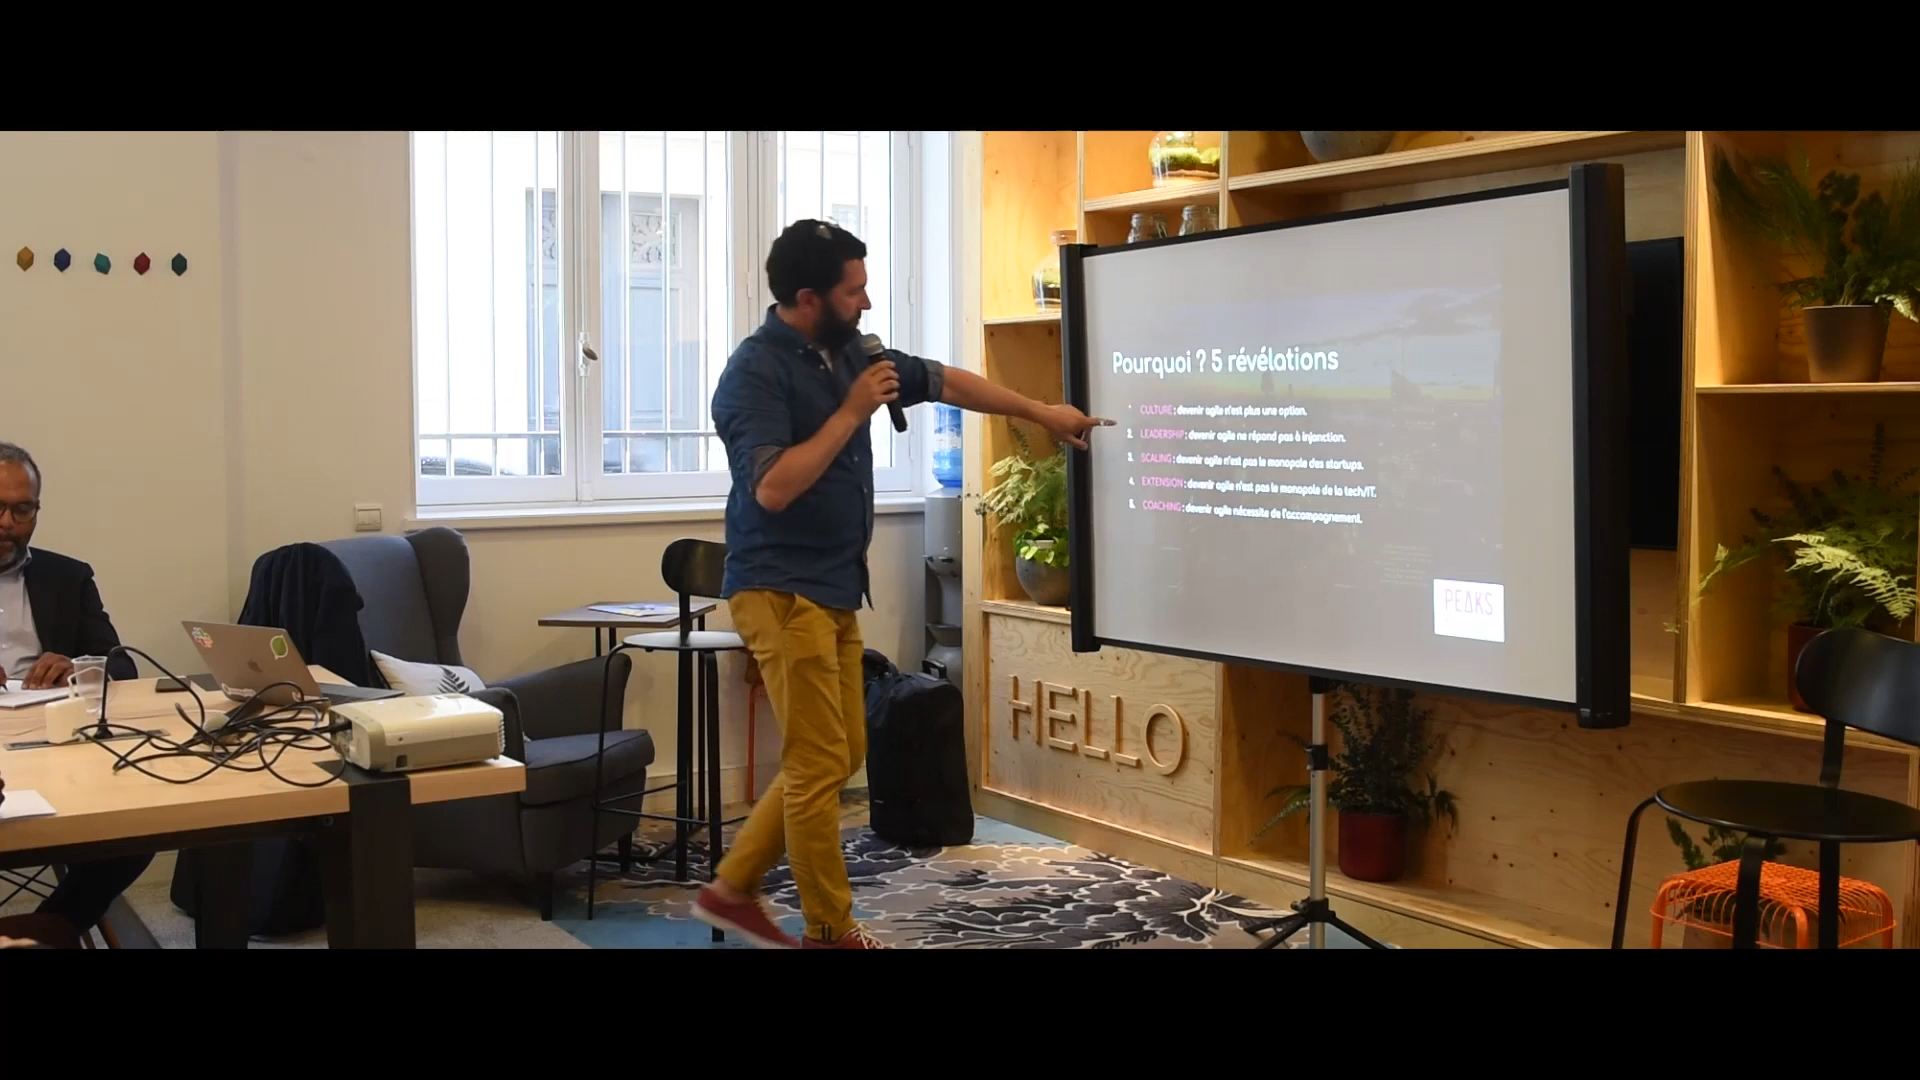 Pourquoi ? 5 révélations
1. CULTURE : devenir agile n'est plus une option.
2. LEADERSHIP : devenir agile ne répond pas à injonction.
3. SCALING : devenir agile n'est pas le monopole des startups.
4. EXTENSION : devenir agile n'est pas le monopole de la tech/IT.
5. COACHING : devenir agile nécessite de l'accompagnement.
PEAKS
HELLO